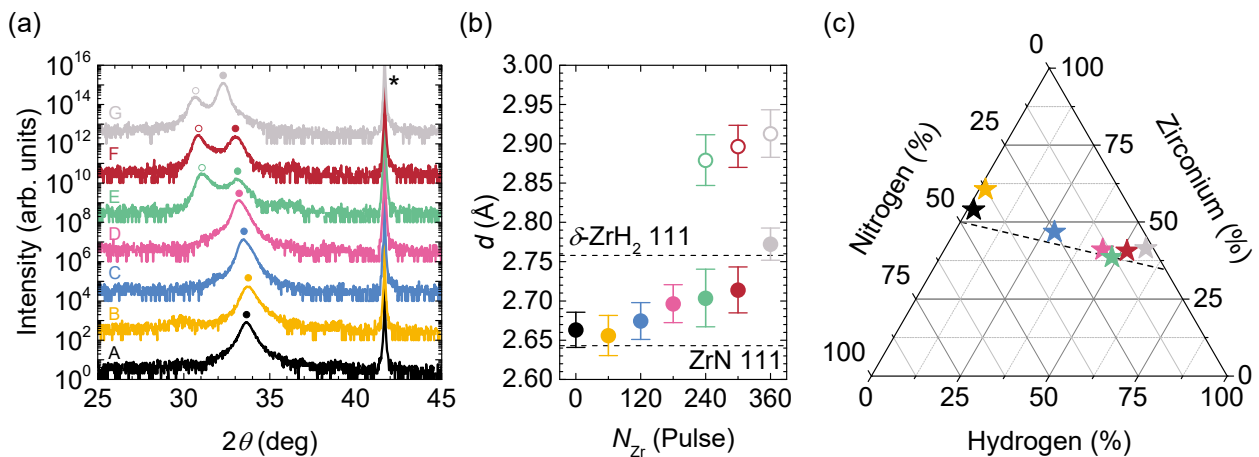 (a)
Intensity (arb. units)
10^16
10^14
10^12
10^10
10^8
10^6
10^4
10^2
10^0
G
F
E
D
C
B
A
*
25 30 35 40 45
2θ (deg)
(b)
d (Å)
3.00
2.95
2.90
2.85
2.80
2.75
2.70
2.65
2.60
δ-ZrH₂ 111
ZrN 111
0 120 240 360
N_Zr (Pulse)
(c)
0
100
25
75
50
50
75
25
100
0
Nitrogen (%)
Zirconium (%)
0 25 50 75 100
Hydrogen (%)